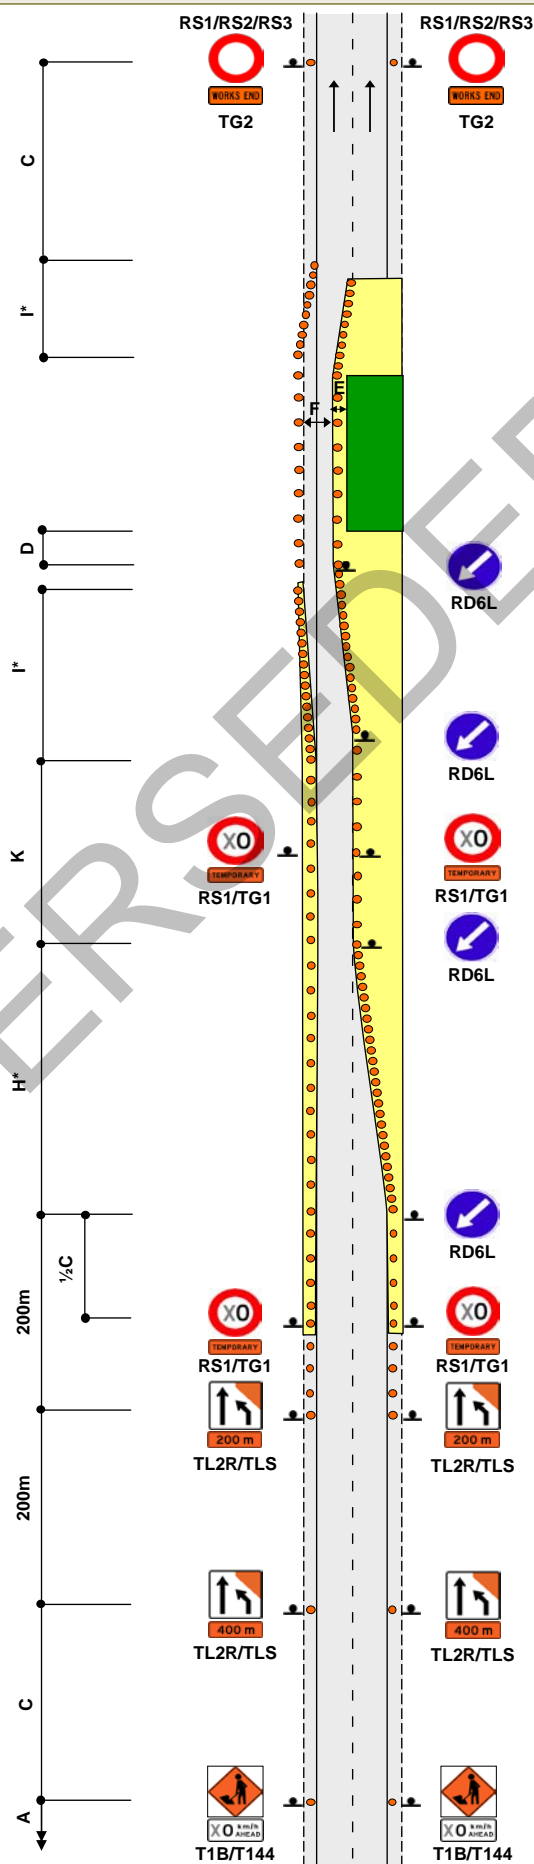 RS1/RS2/RS3 RS1/RS2/RS3
WORKS END WORKS END
TG2 TG2
C
I*
E
F
D
RD6L
I*
RD6L
K
X0 X0
TEMPORARY TEMPORARY
RS1/TG1 RS1/TG1
RD6L
H*
RD6L
½C
200m
X0 X0
TEMPORARY TEMPORARY
RS1/TG1 RS1/TG1
200 m 200 m
TL2R/TLS TL2R/TLS
200m
400 m 400 m
TL2R/TLS TL2R/TLS
C
A
X0 km/h AHEAD X0 km/h AHEAD
T1B/T144 T1B/T144
ERSEDE